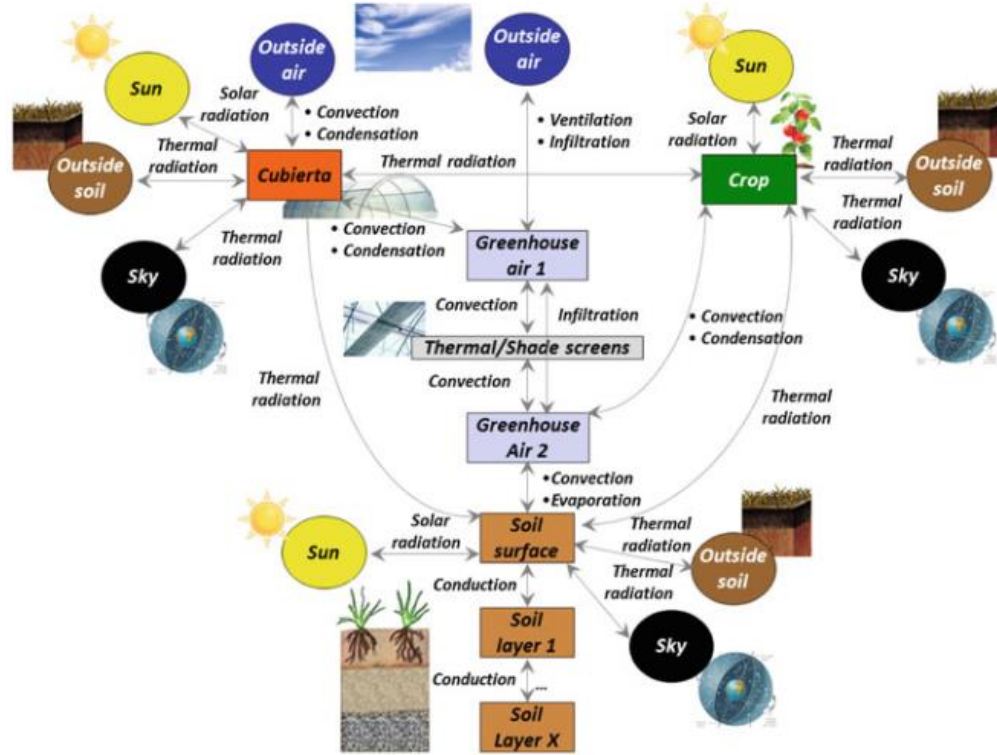 Outside
air
Outside
air
Sun
Sun
Solar
radiation
• Convection
• Condensation
• Ventilation
• Infiltration
Solar
radiation
Outside
soil
Thermal
radiation
Cubierta
Thermal radiation
Crop
Thermal
radiation
Outside
soil
Thermal
radiation
Sky
Thermal
radiation
• Convection
• Condensation
Greenhouse
air 1
Sky
Convection
Infiltration
• Convection
• Condensation
Thermal/Shade screens
Convection
Thermal
radiation
Thermal
radiation
Greenhouse
Air 2
•Convection
•Evaporation
Sun
Solar
radiation
Soil
surface
Thermal
radiation
Outside
soil
Thermal
radiation
Conduction
Soil
layer 1
Sky
Conduction
...
Soil
Layer X